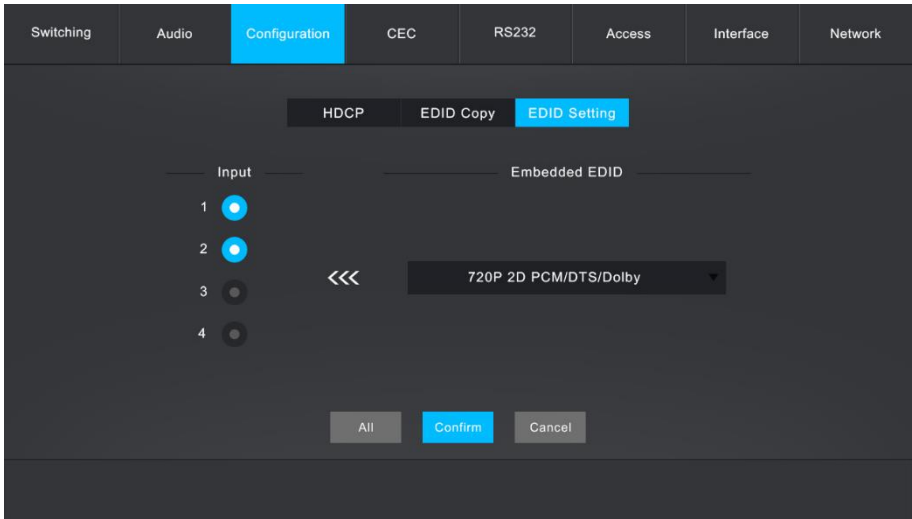 Switching Audio Configuration CEC RS232 Access Interface Network
HDCP EDID Copy EDID Setting
Input Embedded EDID
1
2
720P 2D PCM/DTS/Dolby
3
4
All Confirm Cancel